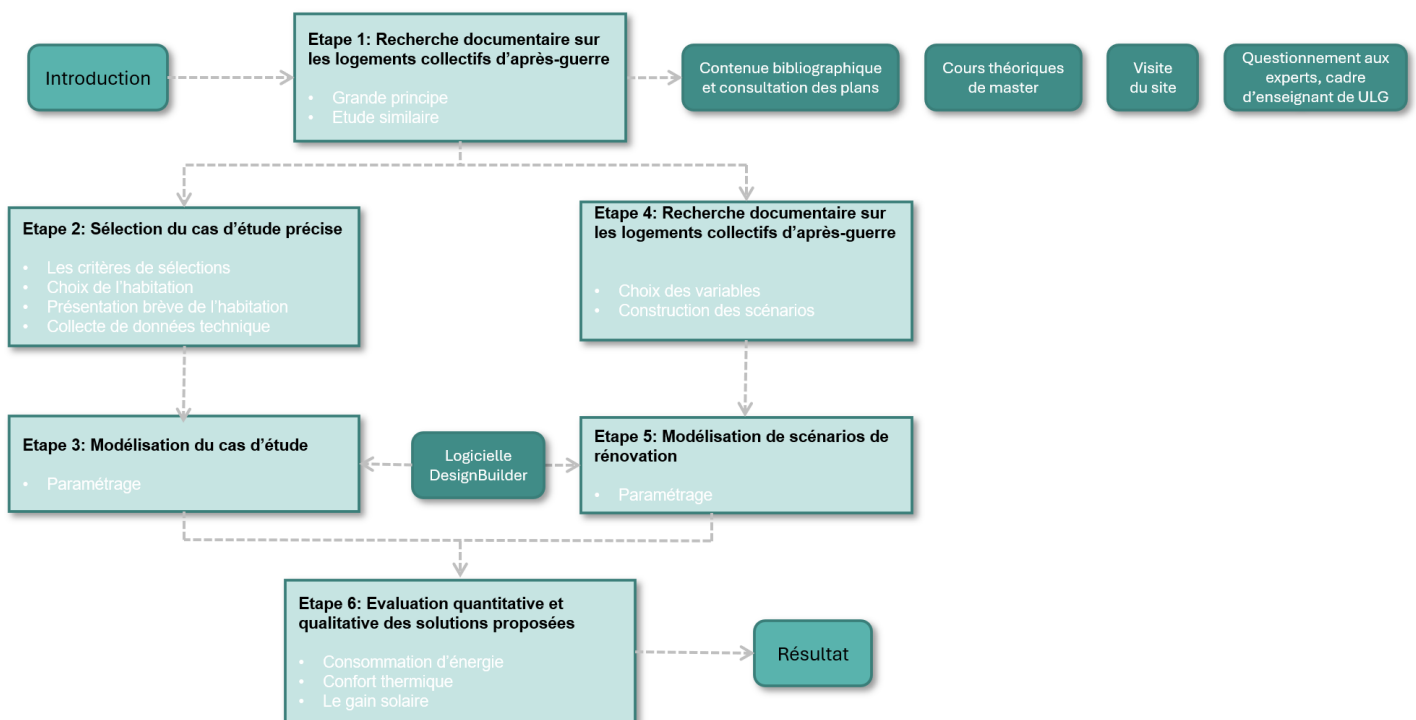 Introduction
Etape 1: Recherche documentaire sur
les logements collectifs d'après-guerre
• Grande principe
• Etude similaire
Contenue bibliographique
et consultation des plans
Cours théoriques
de master
Visite
du site
Questionnement aux
experts, cadre
d'enseignant de ULG
Etape 2: Sélection du cas d'étude précise
• Les critères de sélections
• Choix de l'habitation
• Présentation brève de l'habitation
• Collecte de données technique
Etape 4: Recherche documentaire sur
les logements collectifs d'après-guerre
• Choix des variables
• Construction des scénarios
Etape 3: Modélisation du cas d'étude
• Paramétrage
Logicielle
DesignBuilder
Etape 5: Modélisation de scénarios de
rénovation
• Paramétrage
Etape 6: Evaluation quantitative et
qualitative des solutions proposées
• Consommation d'énergie
• Confort thermique
• Le gain solaire
Résultat